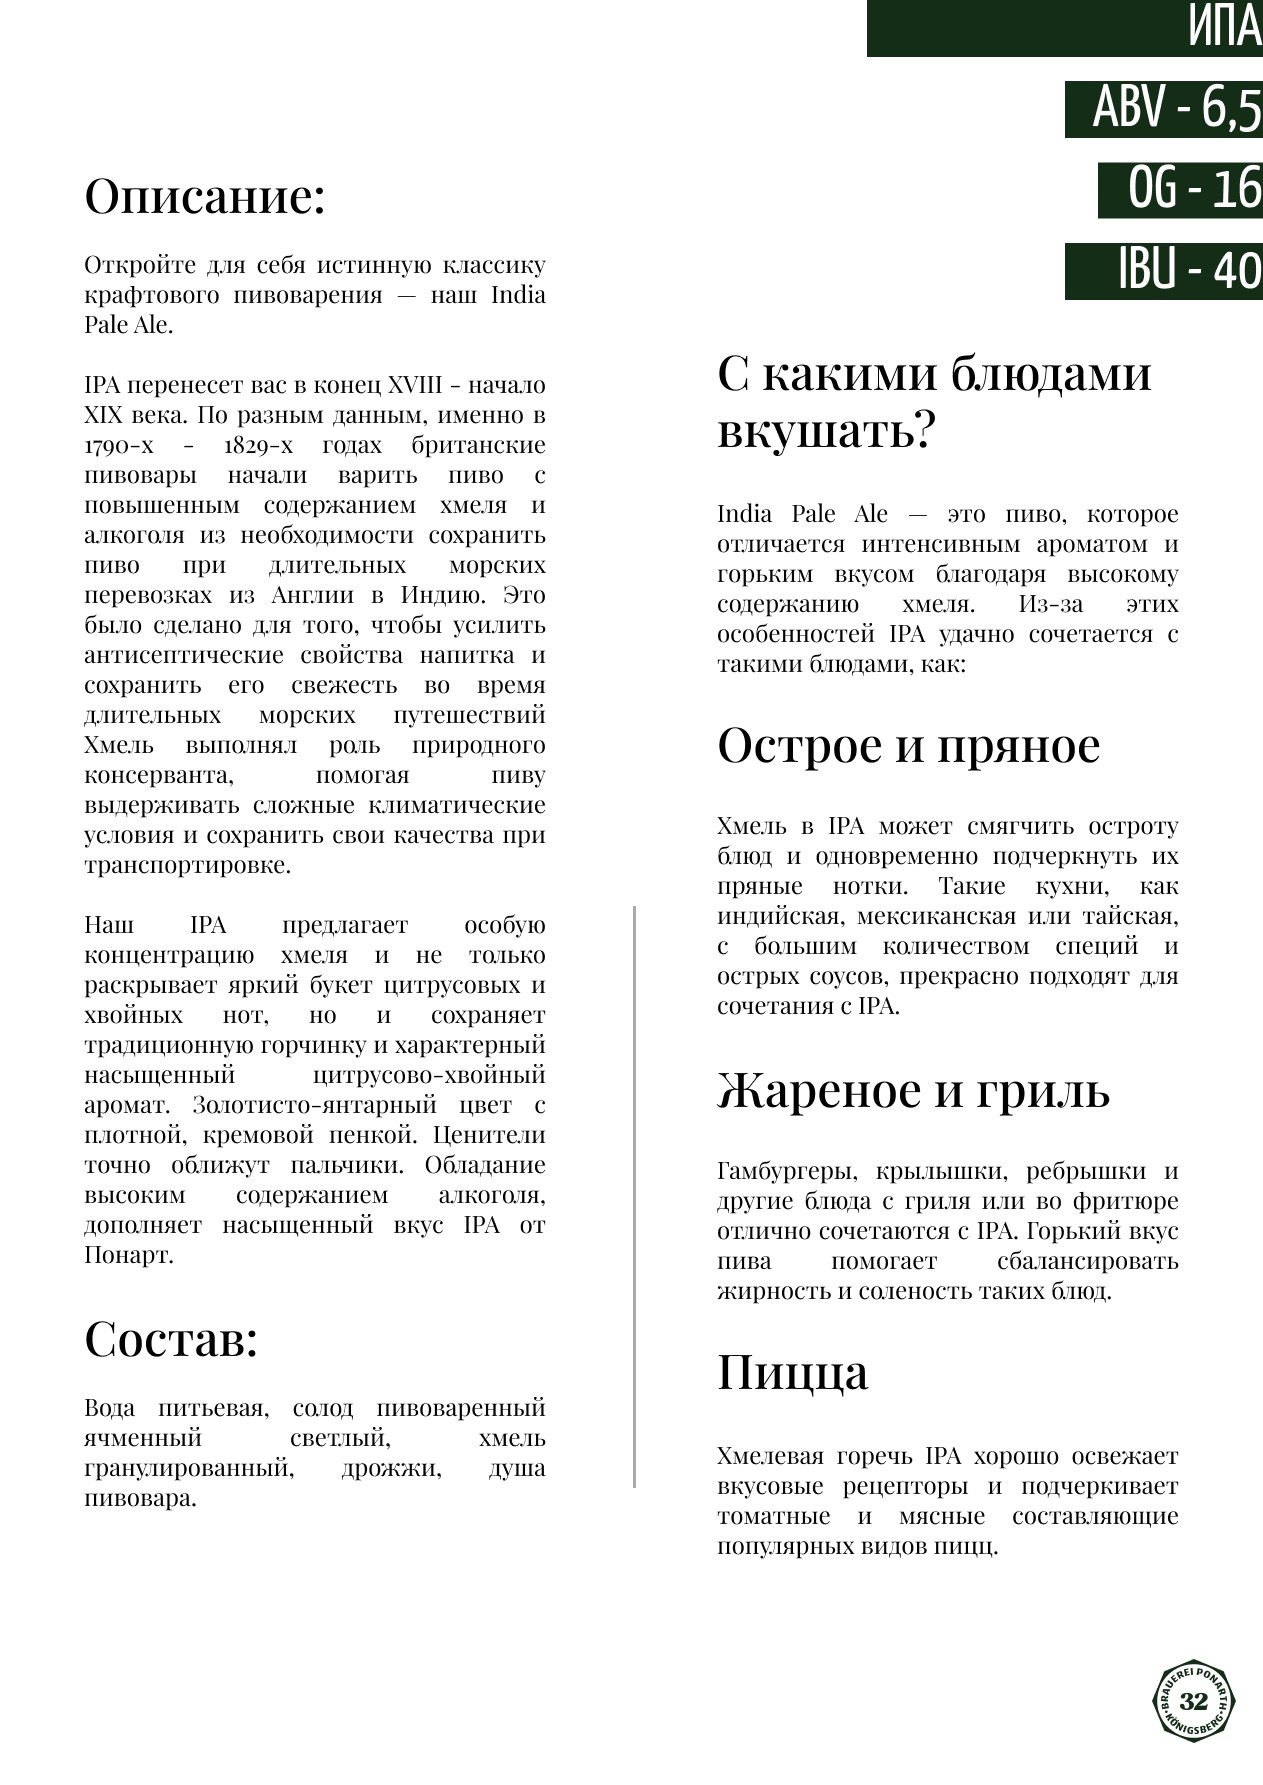 ИПА
ABV - 6,5
OG - 16
IBU - 40
Описание:
Откройте для себя истинную классику
крафтового пивоварения — наш India
Pale Ale.
IPA перенесет вас в конец XVIII - начало
XIX века. По разным данным, именно в
1790-х - 1829-х годах британские
пивовары начали варить пиво с
повышенным содержанием хмеля и
алкоголя из необходимости сохранить
пиво при длительных морских
перевозках из Англии в Индию. Это
было сделано для того, чтобы усилить
антисептические свойства напитка и
сохранить его свежесть во время
длительных морских путешествий
Хмель выполнял роль природного
консерванта, помогая пиву
выдерживать сложные климатические
условия и сохранить свои качества при
транспортировке.
Наш IPA предлагает особую
концентрацию хмеля и не только
раскрывает яркий букет цитрусовых и
хвойных нот, но и сохраняет
традиционную горчинку и характерный
насыщенный цитрусово-хвойный
аромат. Золотисто-янтарный цвет с
плотной, кремовой пенкой. Ценители
точно оближут пальчики. Обладание
высоким содержанием алкоголя,
дополняет насыщенный вкус IPA от
Понарт.
Состав:
Вода питьевая, солод пивоваренный
ячменный светлый, хмель
гранулированный, дрожжи, душа
пивовара.
С какими блюдами
вкушать?
India Pale Ale — это пиво, которое
отличается интенсивным ароматом и
горьким вкусом благодаря высокому
содержанию хмеля. Из-за этих
особенностей IPA удачно сочетается с
такими блюдами, как:
Острое и пряное
Хмель в IPA может смягчить остроту
блюд и одновременно подчеркнуть их
пряные нотки. Такие кухни, как
индийская, мексиканская или тайская,
с большим количеством специй и
острых соусов, прекрасно подходят для
сочетания с IPA.
Жареное и гриль
Гамбургеры, крылышки, ребрышки и
другие блюда с гриля или во фритюре
отлично сочетаются с IPA. Горький вкус
пива помогает сбалансировать
жирность и соленость таких блюд.
Пицца
Хмелевая горечь IPA хорошо освежает
вкусовые рецепторы и подчеркивает
томатные и мясные составляющие
популярных видов пицц.
BRAUEREI PONARTH
32
KÖNIGSBERG